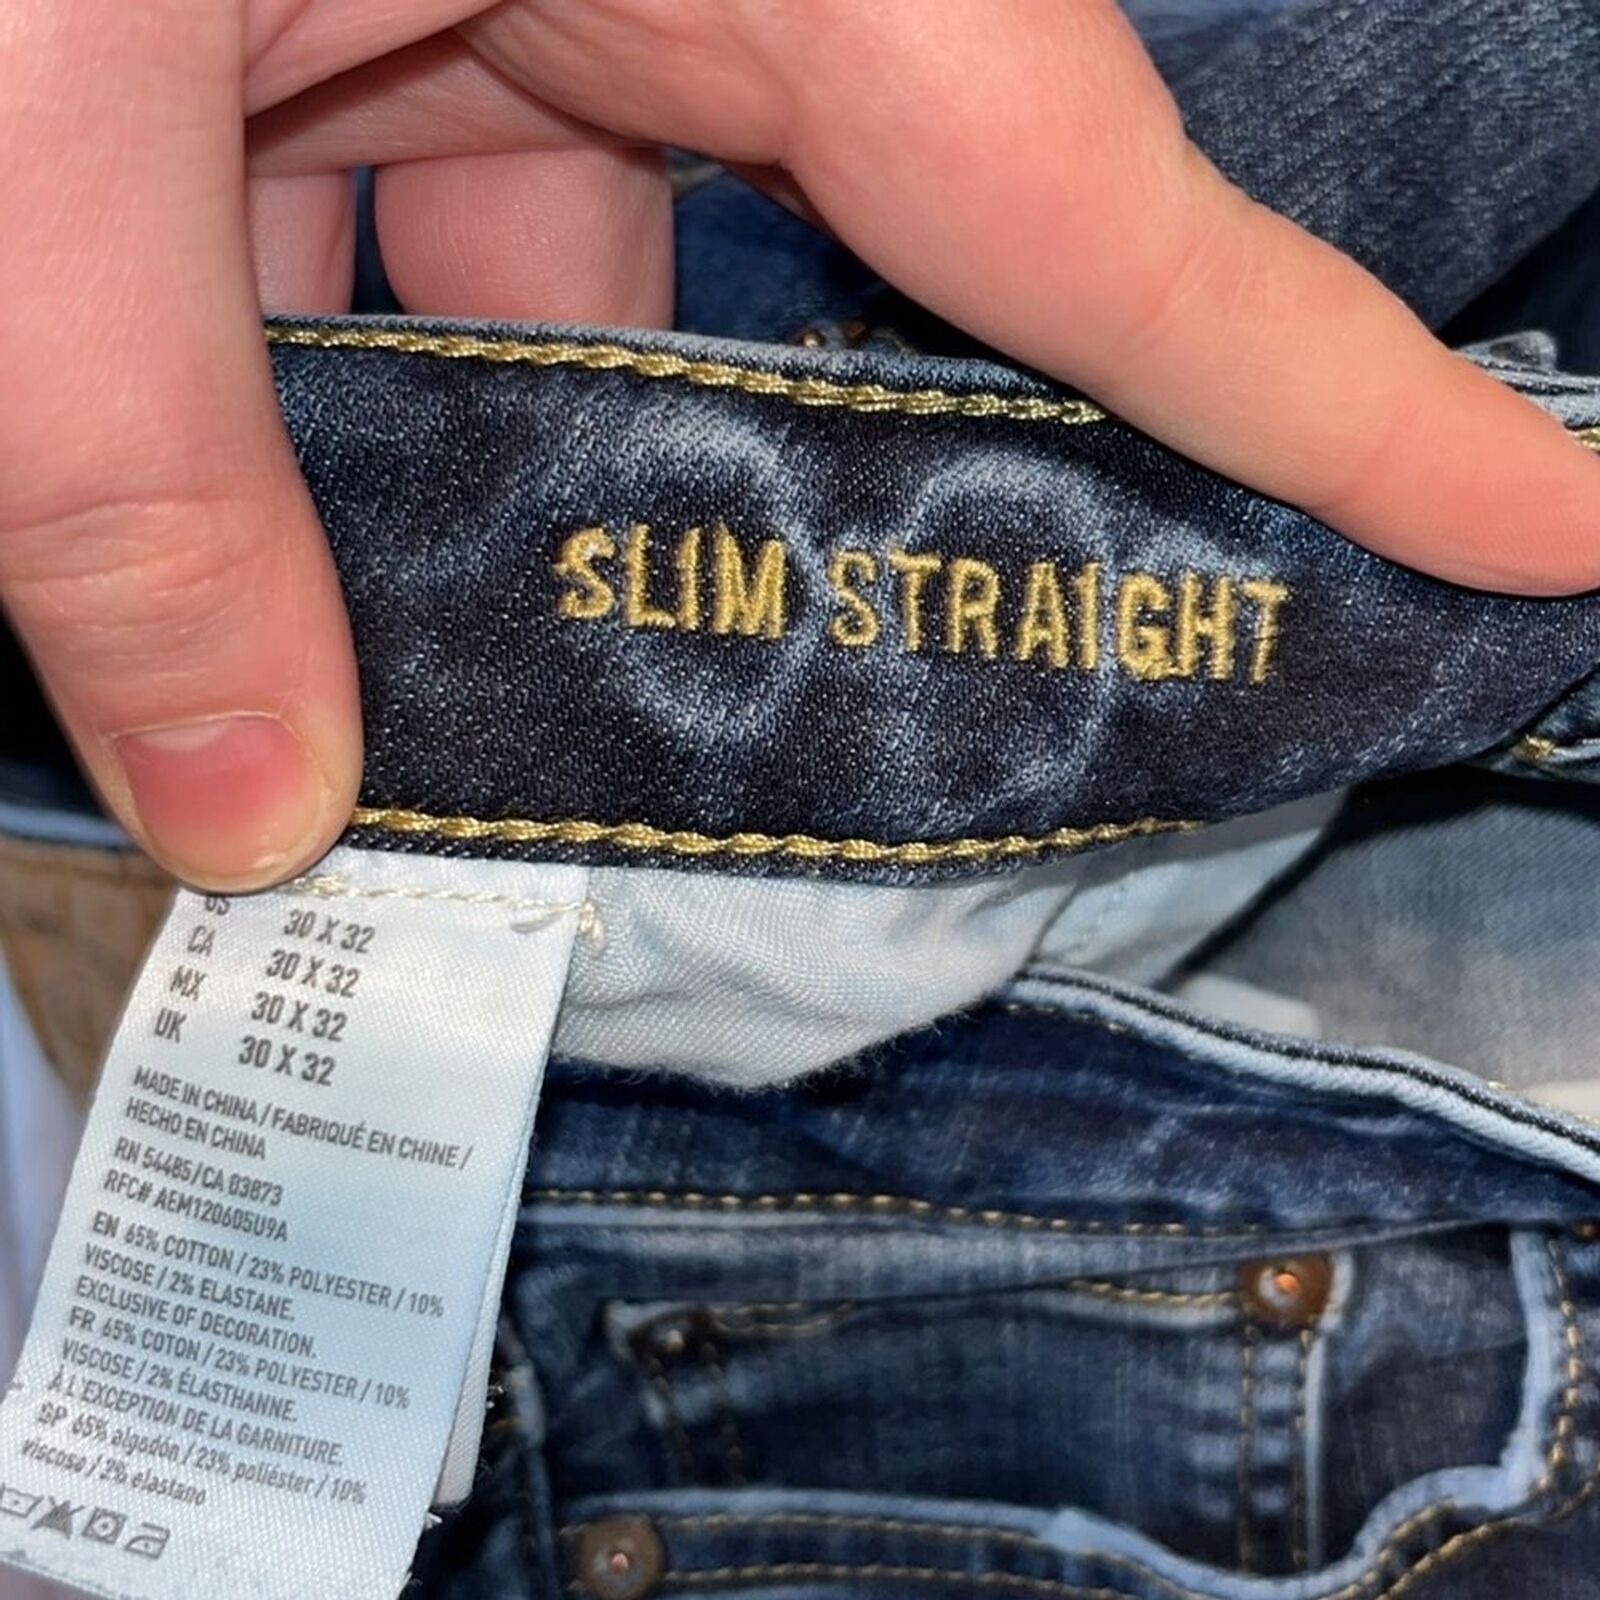 SLIM STRAIGHT
US 30 X 32
CA 30 X 32
MX 30 X 32
UK 30 X 32
MADE IN CHINA / FABRIQUÉ EN CHINE /
HECHO EN CHINA
RN 54485/CA 03873
RFC# AEM120605U9A
EN 65% COTTON / 23% POLYESTER / 10%
VISCOSE / 2% ELASTANE.
EXCLUSIVE OF DECORATION.
FR 65% COTON / 23% POLYESTER / 10%
VISCOSE / 2% ÉLASTHANNE.
À L'EXCEPTION DE LA GARNITURE.
SP 65% algodón / 23% poliéster / 10%
viscosa / 2% elastano